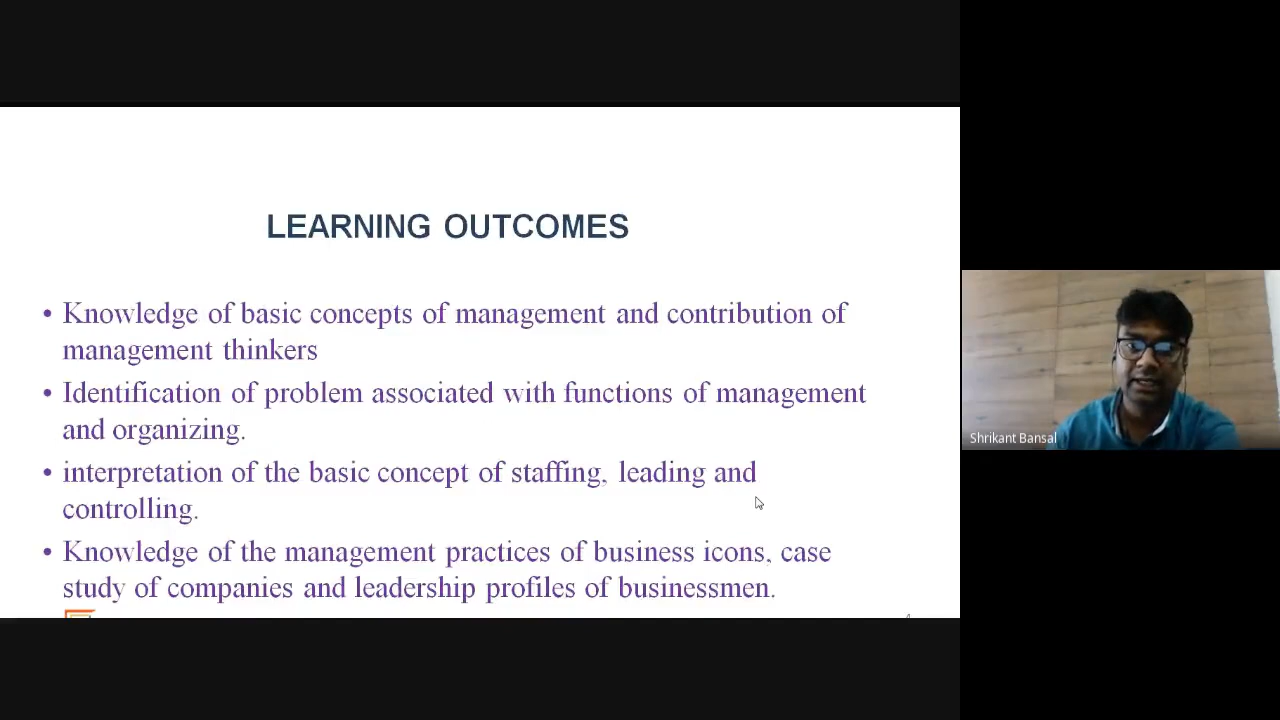 LEARNING OUTCOMES
• Knowledge of basic concepts of management and contribution of
management thinkers
• Identification of problem associated with functions of management
and organizing.
• interpretation of the basic concept of staffing, leading and
controlling.
• Knowledge of the management practices of business icons, case
study of companies and leadership profiles of businessmen.
Shrikant Bansal